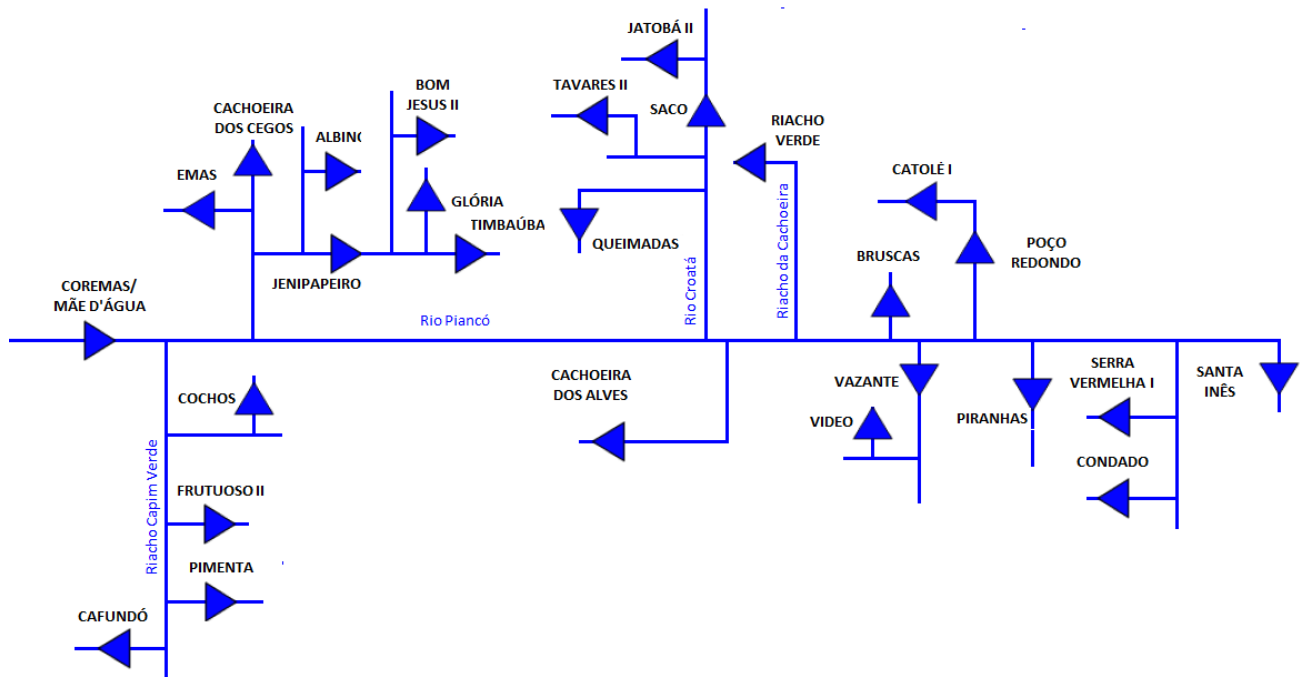 JATOBÁ II
BOM
JESUS II
TAVARES II
CACHOEIRA
DOS CEGOS
ALBINO
SACO
RIACHO
VERDE
EMAS
CATOLÉ I
GLÓRIA
TIMBAÚBA
QUEIMADAS
POÇO
REDONDO
BRUSCAS
JENIPAPEIRO
COREMAS/
MÃE D'ÁGUA
Rio Piancó
Rio Croatá
Riacho da Cachoeira
CACHOEIRA
DOS ALVES
VAZANTE
SERRA
VERMELHA I
SANTA
INÊS
COCHOS
VIDEO
PIRANHAS
CONDADO
Riacho Capim Verde
FRUTUOSO II
PIMENTA
CAFUNDÓ